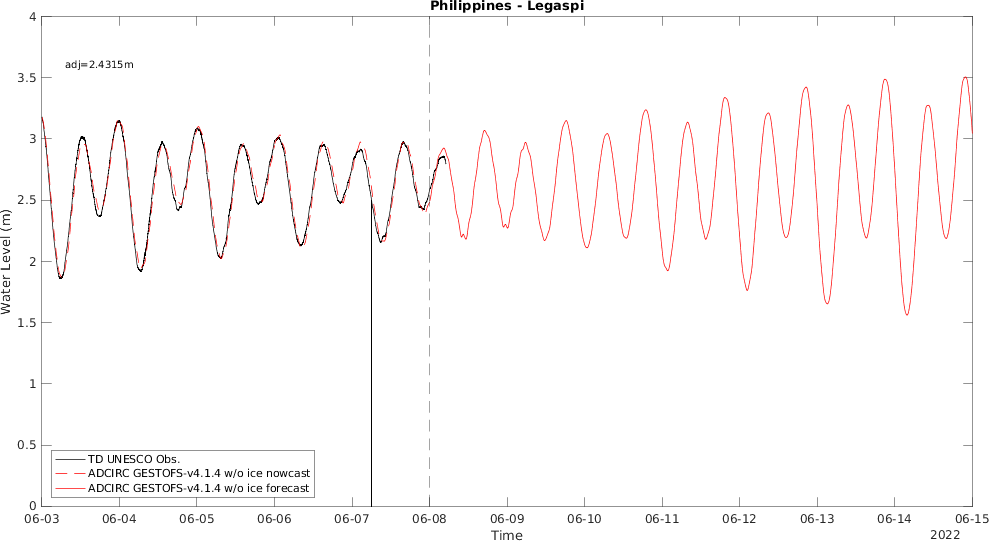 Philippines - Legaspi
4
3.5
3
2.5
2
1.5
1
0.5
0
Water Level (m)
adj=2.4315m
TD UNESCO Obs.
ADCIRC GESTOFS-v4.1.4 w/o ice nowcast
ADCIRC GESTOFS-v4.1.4 w/o ice forecast
06-03 06-04 06-05 06-06 06-07 06-08 06-09 06-10 06-11 06-12 06-13 06-14 06-15
Time
2022